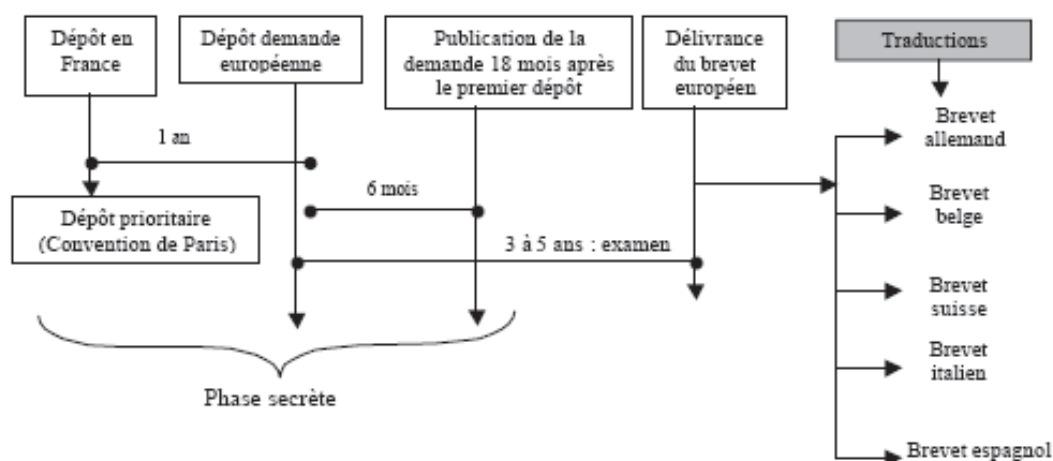 Dépôt en
France
Dépôt demande
européenne
Publication de la
demande 18 mois après
le premier dépôt
Délivrance
du brevet
européen
Traductions
1 an
6 mois
Dépôt prioritaire
(Convention de Paris)
3 à 5 ans : examen
Phase secrète
Brevet
allemand
Brevet
belge
Brevet
suisse
Brevet
italien
Brevet espagnol